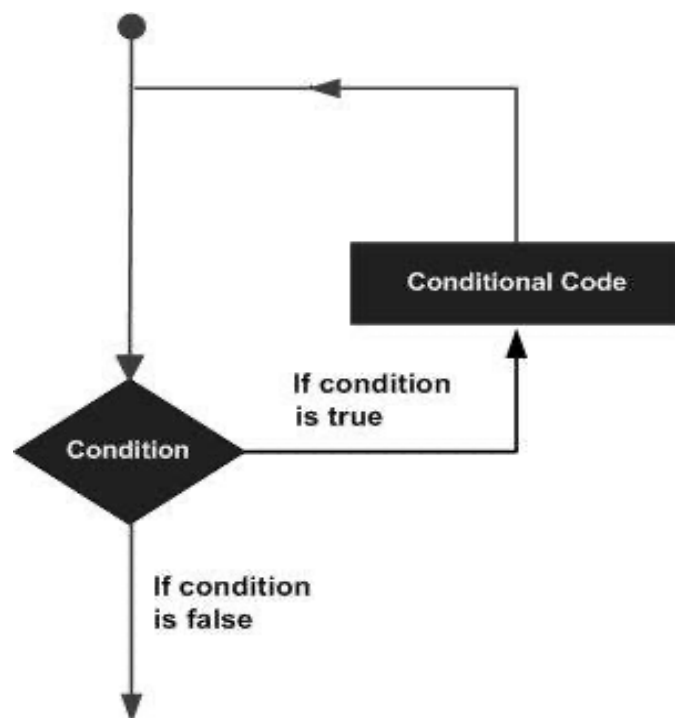 Conditional Code
If condition
is true
Condition
If condition
is false